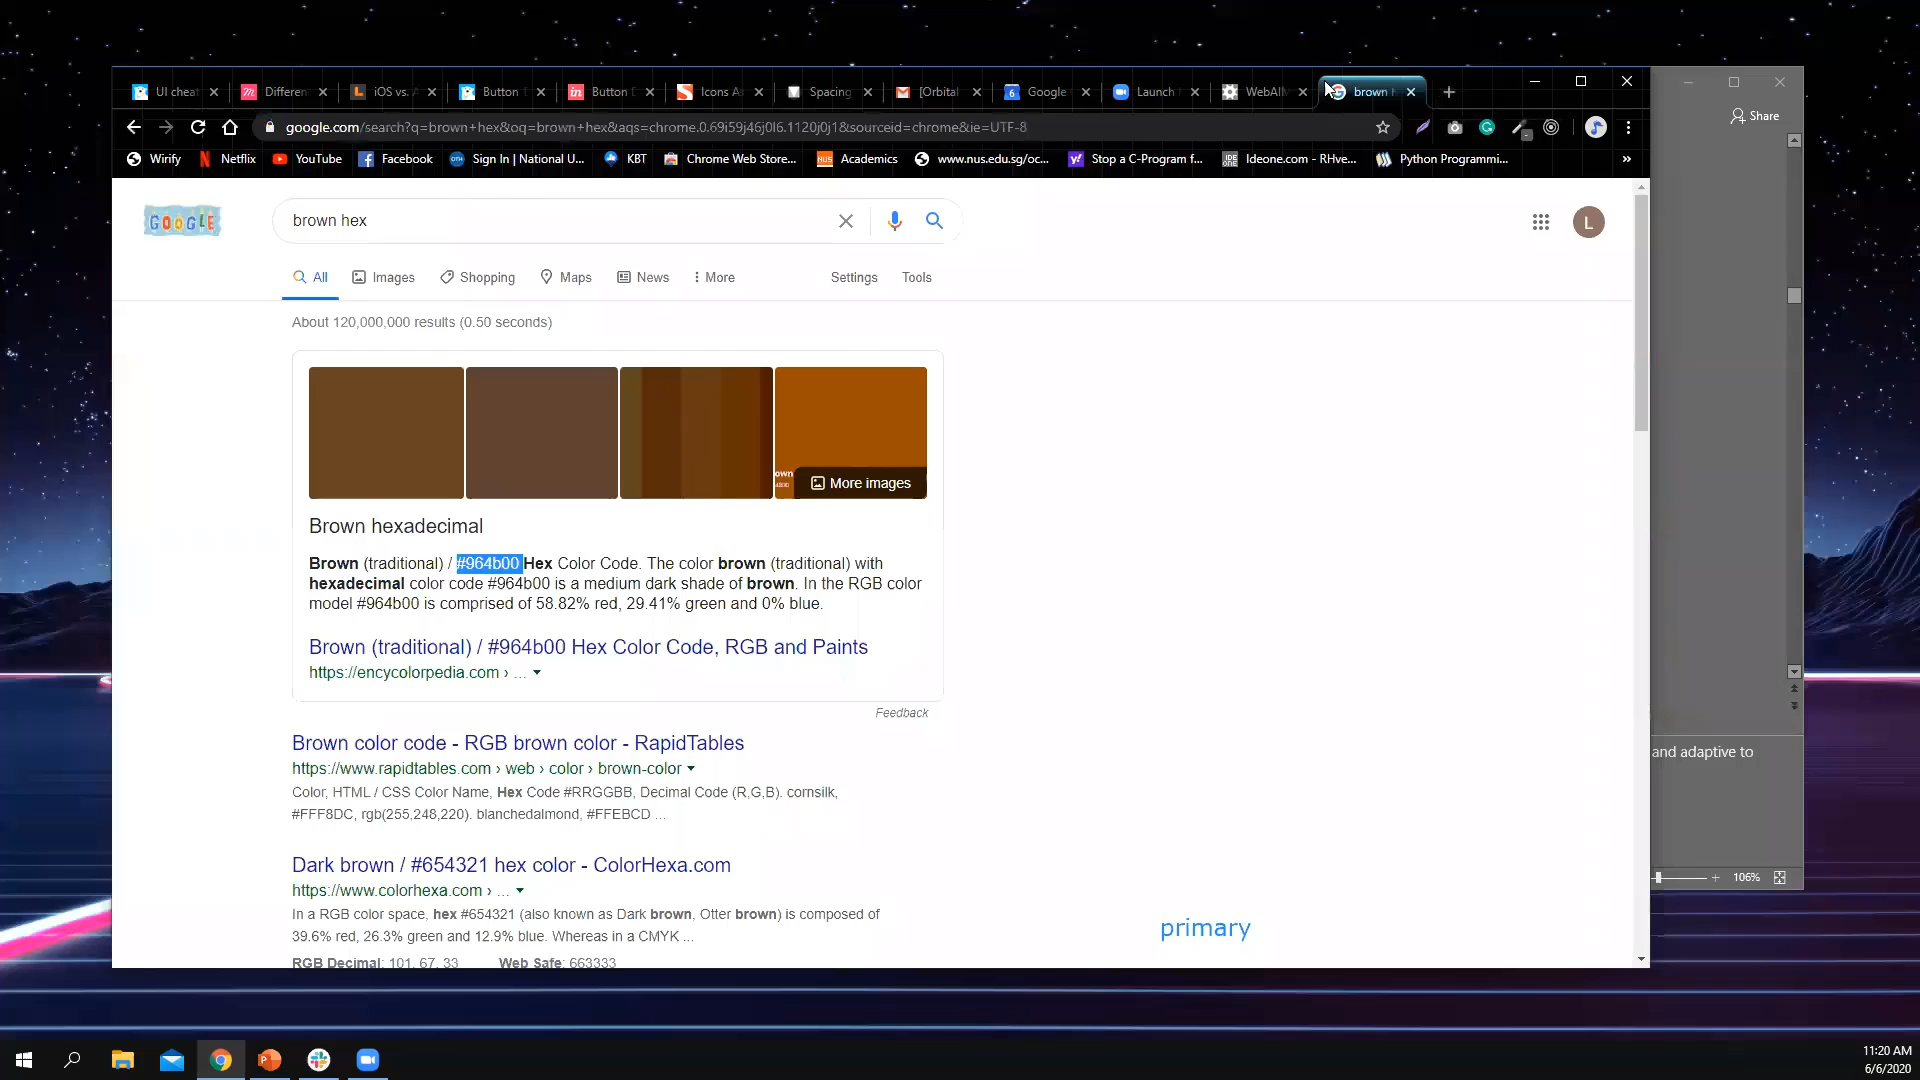 UI cheat
Differen
iOS vs. A
Button
Button D
Icons As
Spacing
[Orbital
Google
Launch
WebAIM
brown h
google.com/search?q=brown+hex&oq=brown+hex&aqs=chrome.0.69i59j46j0l6.1120j0j1&sourceid=chrome&ie=UTF-8
Share
Wirify
Netflix
YouTube
Facebook
Sign In | National U...
KBT
Chrome Web Store...
Academics
www.nus.edu.sg/oc...
Stop a C-Program f...
Ideone.com - RHve...
Python Programmi...
»
GOOGLE
brown hex
L
All
Images
Shopping
Maps
News
More
Settings
Tools
About 120,000,000 results (0.50 seconds)
More images
Brown hexadecimal
Brown (traditional) / #964b00 Hex Color Code. The color brown (traditional) with
hexadecimal color code #964b00 is a medium dark shade of brown. In the RGB color
model #964b00 is comprised of 58.82% red, 29.41% green and 0% blue.
Brown (traditional) / #964b00 Hex Color Code, RGB and Paints
https://encycolorpedia.com › ...
Feedback
Brown color code - RGB brown color - RapidTables
https://www.rapidtables.com › web › color › brown-color
Color, HTML / CSS Color Name, Hex Code #RRGGBB, Decimal Code (R,G,B). cornsilk,
#FFF8DC, rgb(255,248,220). blanchedalmond, #FFEBCD ...
and adaptive to
Dark brown / #654321 hex color - ColorHexa.com
https://www.colorhexa.com › ...
106%
In a RGB color space, hex #654321 (also known as Dark brown, Otter brown) is composed of
39.6% red, 26.3% green and 12.9% blue. Whereas in a CMYK ...
primary
RGB Decimal: 101, 67, 33
Web Safe: 663333
11:20 AM
6/6/2020